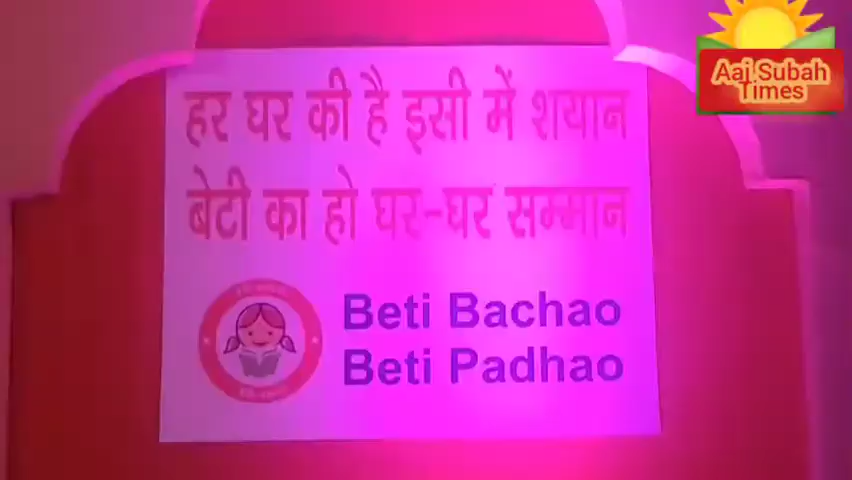 Aaj Subah
Times
हर घर की है इसी में शयान
बेटी का हो घर-घर सम्मान
Beti Bachao
Beti Padhao